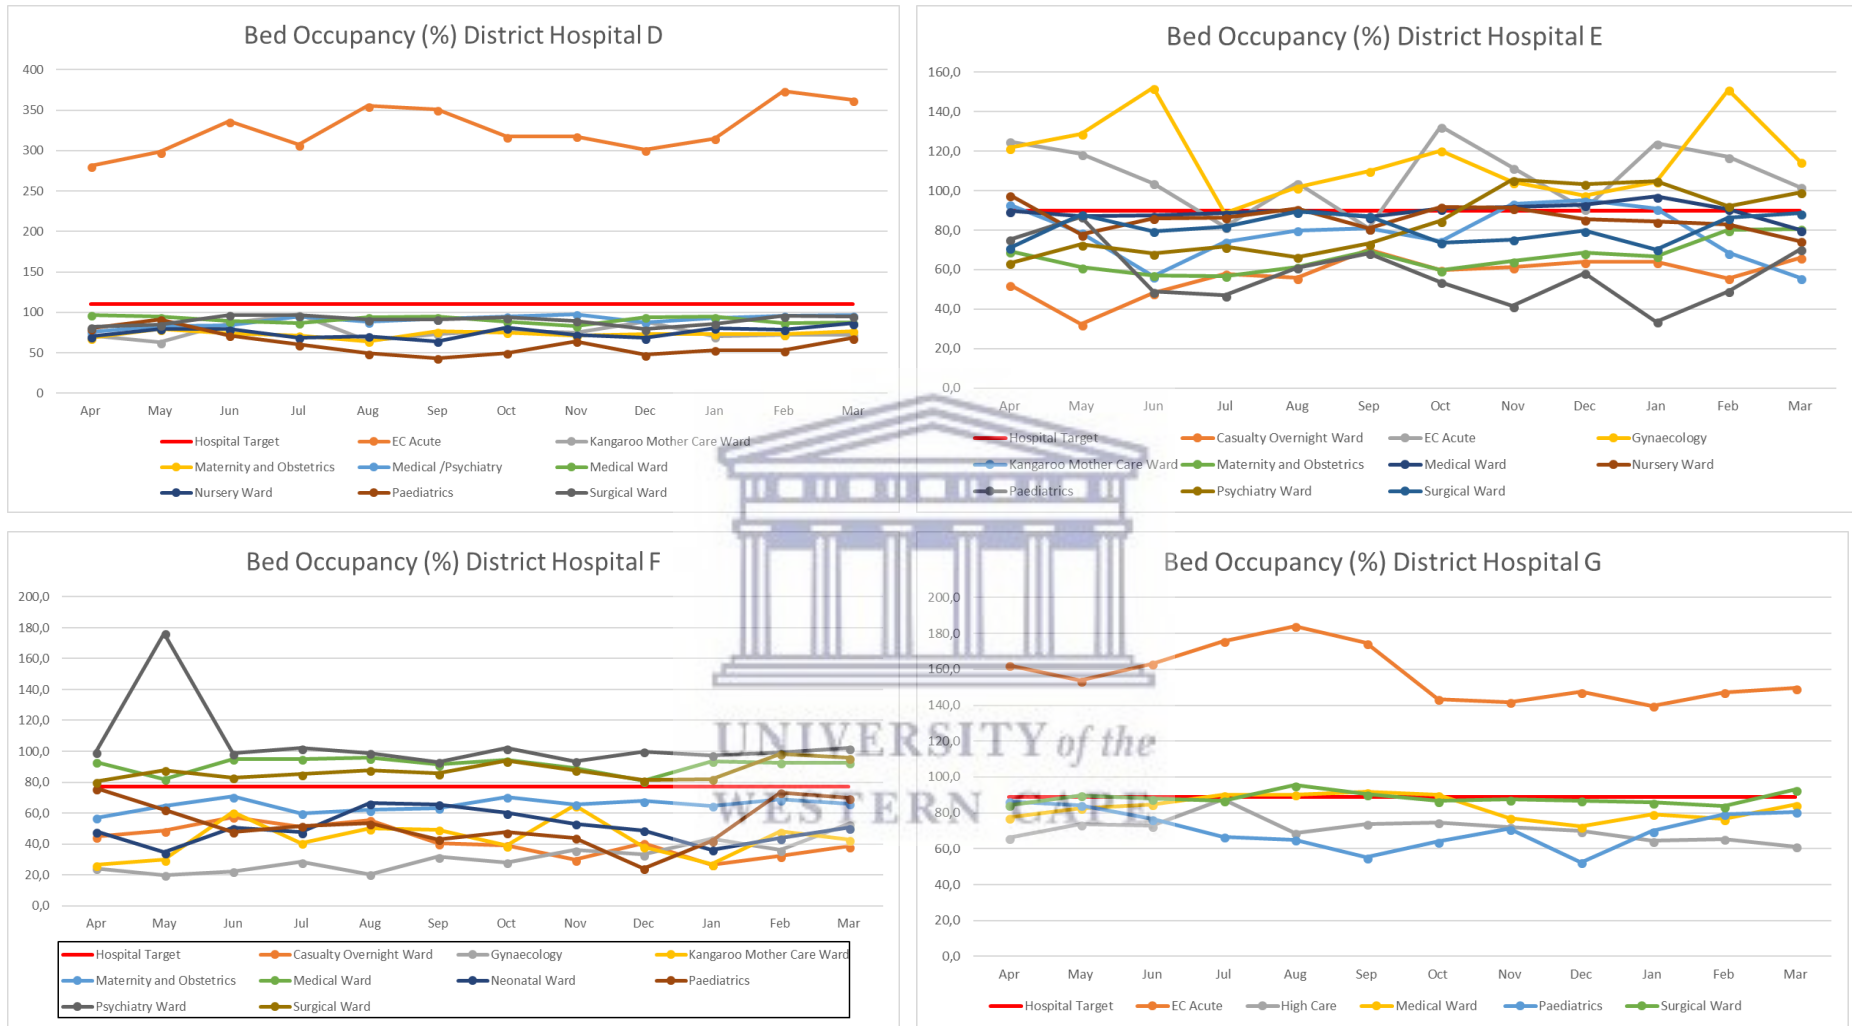 Bed Occupancy (%) District Hospital D
400
350
300
250
200
150
100
50
0
Apr May Jun Jul Aug Sep Oct Nov Dec Jan Feb Mar
Hospital Target EC Acute Kangaroo Mother Care Ward
Maternity and Obstetrics Medical /Psychiatry Medical Ward
Nursery Ward Paediatrics Surgical Ward
Bed Occupancy (%) District Hospital E
160,0
140,0
120,0
100,0
80,0
60,0
40,0
20,0
0,0
Apr May Jun Jul Aug Sep Oct Nov Dec Jan Feb Mar
Hospital Target Casualty Overnight Ward EC Acute Gynaecology
Kangaroo Mother Care Ward Maternity and Obstetrics Medical Ward Nursery Ward
Paediatrics Psychiatry Ward Surgical Ward
Bed Occupancy (%) District Hospital F
200,0
180,0
160,0
140,0
120,0
100,0
80,0
60,0
40,0
20,0
0,0
Apr May Jun Jul Aug Sep Oct Nov Dec Jan Feb Mar
Hospital Target Casualty Overnight Ward Gynaecology Kangaroo Mother Care Ward
Maternity and Obstetrics Medical Ward Neonatal Ward Paediatrics
Psychiatry Ward Surgical Ward
Bed Occupancy (%) District Hospital G
200,0
180,0
160,0
140,0
120,0
100,0
80,0
60,0
40,0
20,0
0,0
Apr May Jun Jul Aug Sep Oct Nov Dec Jan Feb Mar
Hospital Target EC Acute High Care Medical Ward Paediatrics Surgical Ward
UNIVERSITY of the
WESTERN CAPE